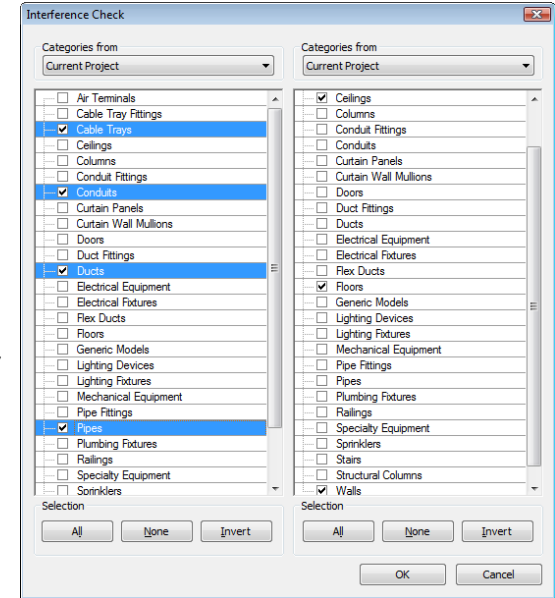 Interference Check
Categories from
Current Project
Air Terminals
Cable Tray Fittings
Cable Trays
Ceilings
Columns
Conduit Fittings
Conduits
Curtain Panels
Curtain Wall Mullions
Doors
Duct Fittings
Ducts
Electrical Equipment
Electrical Fixtures
Flex Ducts
Floors
Generic Models
Lighting Devices
Lighting Fixtures
Mechanical Equipment
Pipe Fittings
Pipes
Plumbing Fixtures
Railings
Specialty Equipment
Sprinklers
Selection
All
None
Invert
Categories from
Current Project
Ceilings
Columns
Conduit Fittings
Conduits
Curtain Panels
Curtain Wall Mullions
Doors
Duct Fittings
Ducts
Electrical Equipment
Electrical Fixtures
Flex Ducts
Floors
Generic Models
Lighting Devices
Lighting Fixtures
Mechanical Equipment
Pipe Fittings
Pipes
Plumbing Fixtures
Railings
Specialty Equipment
Sprinklers
Stairs
Structural Columns
Walls
Selection
All
None
Invert
OK
Cancel